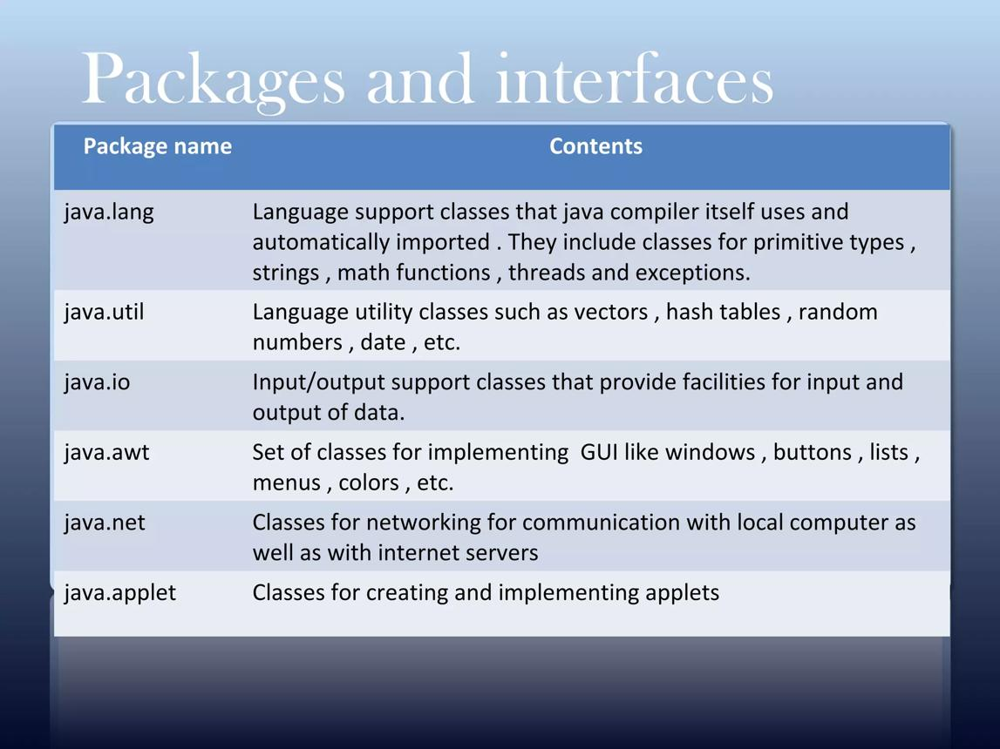 Packages and interfaces
Package name Contents
java.lang Language support classes that java compiler itself uses and
automatically imported . They include classes for primitive types ,
strings , math functions , threads and exceptions.
java.util Language utility classes such as vectors , hash tables , random
numbers , date , etc.
java.io Input/output support classes that provide facilities for input and
output of data.
java.awt Set of classes for implementing  GUI like windows , buttons , lists ,
menus , colors , etc.
java.net Classes for networking for communication with local computer as
well as with internet servers
java.applet Classes for creating and implementing applets